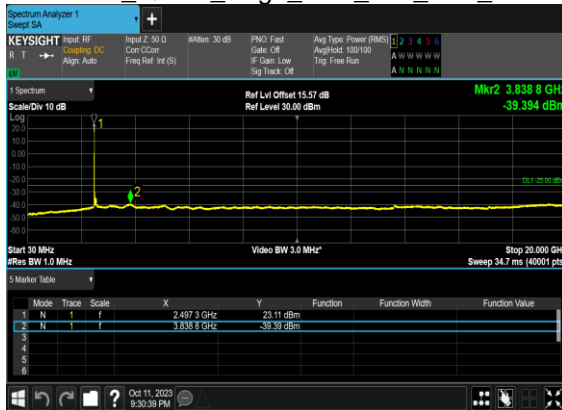 Spectrum Analyzer 1
Swept SA
+
KEYSIGHT Input: RF Input Z: 50 Ω #Atten: 30 dB PNO: Fast Avg Type: Power (RMS) 1 2 3 4 5 6
R T Coupling: DC Corr CCorr Gate: Off Avg|Hold: 100/100 A W W W W W
Align: Auto Freq Ref: Int (S) IF Gain: Low Trig: Free Run
Sig Track: Off A N N N N N
1 Spectrum Ref Lvl Offset 15.57 dB Mkr2 3.838 8 GHz
Scale/Div 10 dB Ref Level 30.00 dBm -39.394 dBm
Log
20.0
10.0
0.00
-10.0
-20.0
-30.0
-40.0
-50.0
-60.0
1
2
DL1 -25.00 dBm
Start 30 MHz Video BW 3.0 MHz* Stop 20.000 GH
#Res BW 1.0 MHz Sweep 34.7 ms (40001 pts
5 Marker Table
Mode Trace Scale X Y Function Function Width Function Value
1 N 1 f 2.497 3 GHz 23.11 dBm
2 N 1 f 3.838 8 GHz -39.39 dBm
3
4
5
6
?
Oct 11, 2023
9:30:39 PM